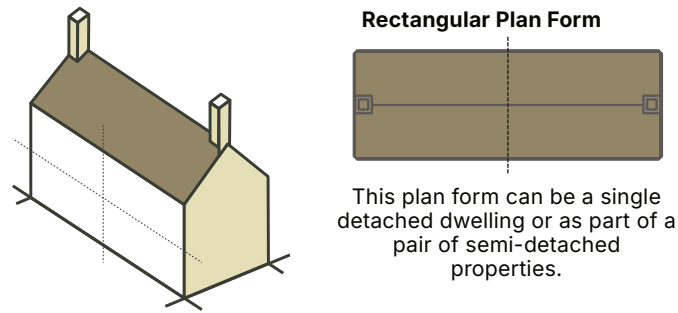 Rectangular Plan Form
This plan form can be a single
detached dwelling or as part of a
pair of semi-detached
properties.